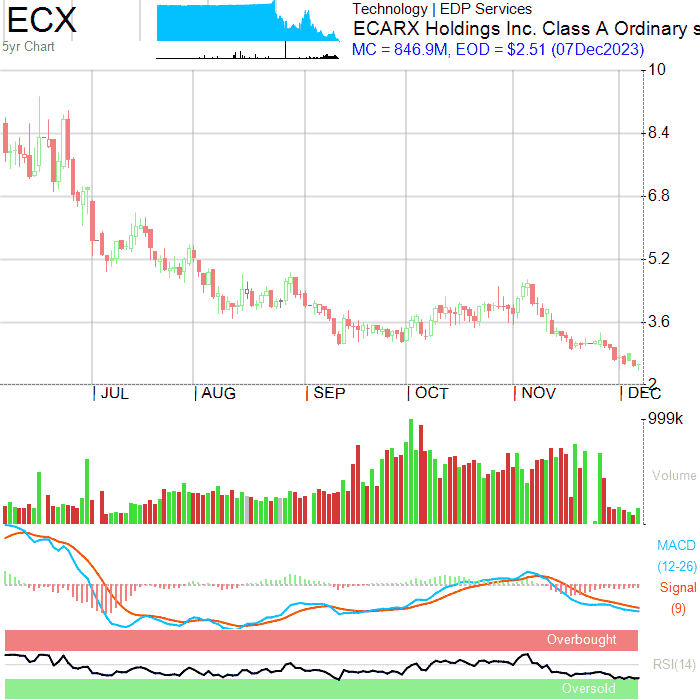 ECX
5yr Chart
Technology | EDP Services
ECARX Holdings Inc. Class A Ordinary s
MC = 846.9M, EOD = $2.51 (07Dec2023)
10
8.4
6.8
5.2
3.6
2
JUL AUG SEP OCT NOV DEC
999k
Volume
MACD
(12-26)
Signal
(9)
Overbought
RSI(14)
Oversold